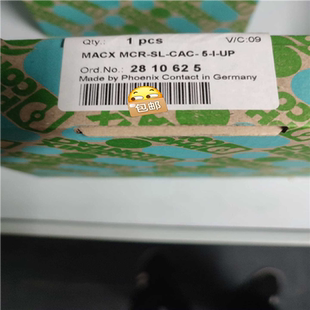 Qty.: 1 pcs V/C:09
MACX MCR-SL-CAC- 5-I-UP
Ord.No.: 28 10 62 5
Made by Phoenix Contact in Germany
包邮